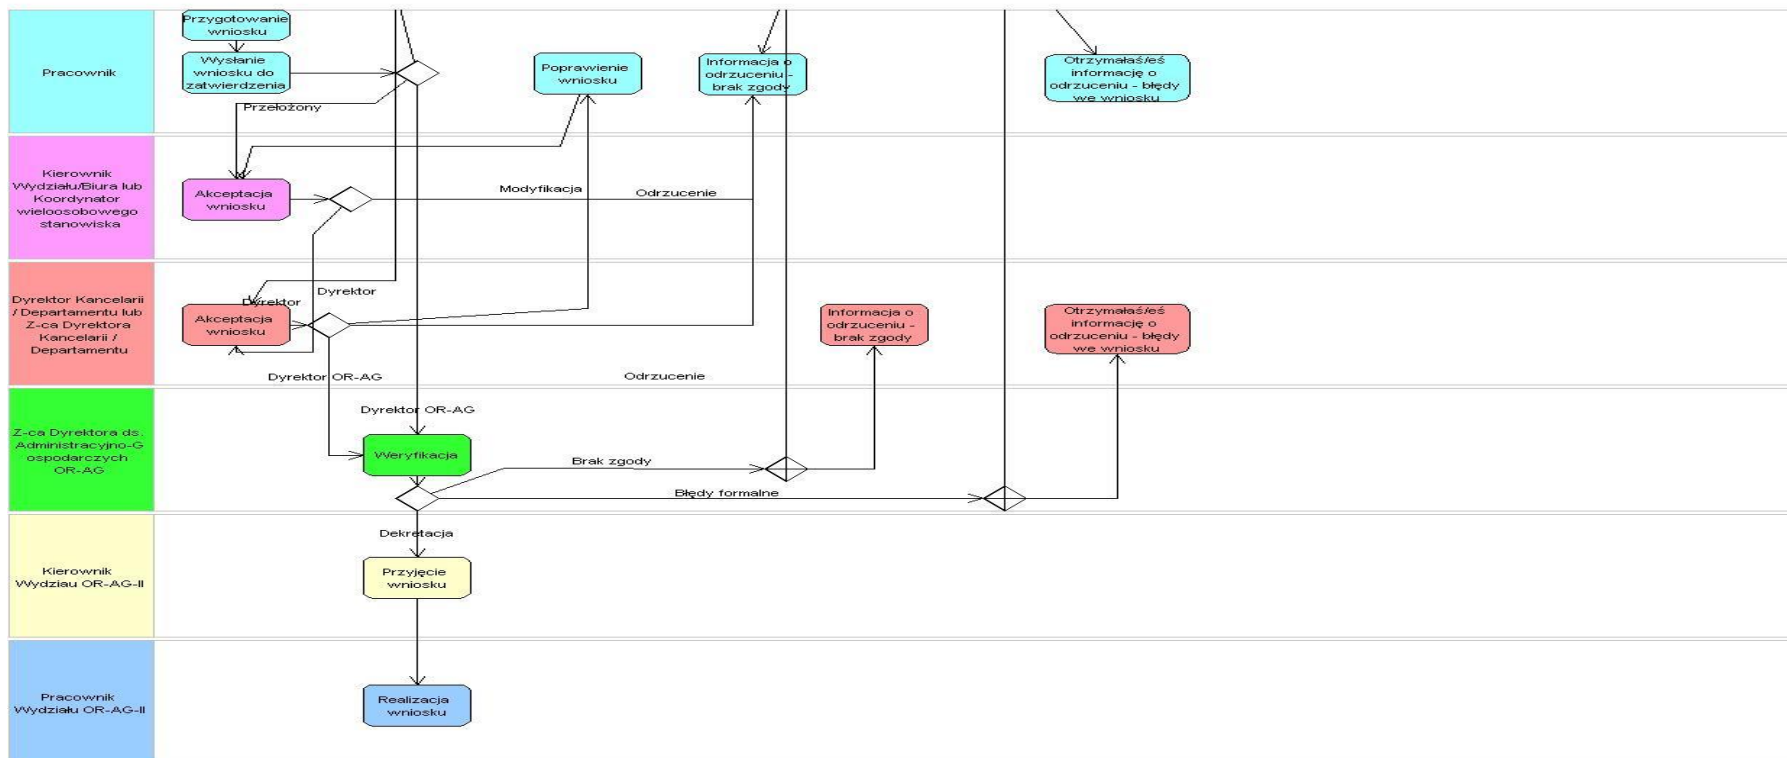 Pracownik
Przygotowanie
wniosku
Wysłanie
wniosku do
zatwierdzenia
Przełożony
Poprawienie
wniosku
Informacja o
odrzuceniu -
brak zgody
Otrzymałaś/eś
informację o
odrzuceniu - błędy
we wniosku
Kierownik
Wydziału/Biura lub
Koordynator
wieloosobowego
stanowiska
Akceptacja
wniosku
Modyfikacja
Odrzucenie
Dyrektor Kancelarii
/ Departamentu lub
Z-ca Dyrektora
Kancelarii /
Departamentu
Dyrektor
Dyrektor
Akceptacja
wniosku
Informacja o
odrzuceniu -
brak zgody
Otrzymałaś/eś
informację o
odrzuceniu - błędy
we wniosku
Dyrektor OR-AG
Odrzucenie
Z-ca Dyrektora ds.
Administracyjno-G
ospodarczych
OR-AG
Dyrektor OR-AG
Weryfikacja
Brak zgody
Błędy formalne
Dekretacja
Kierownik
Wydziau OR-AG-II
Przyjęcie
wniosku
Pracownik
Wydziału OR-AG-II
Realizacja
wniosku